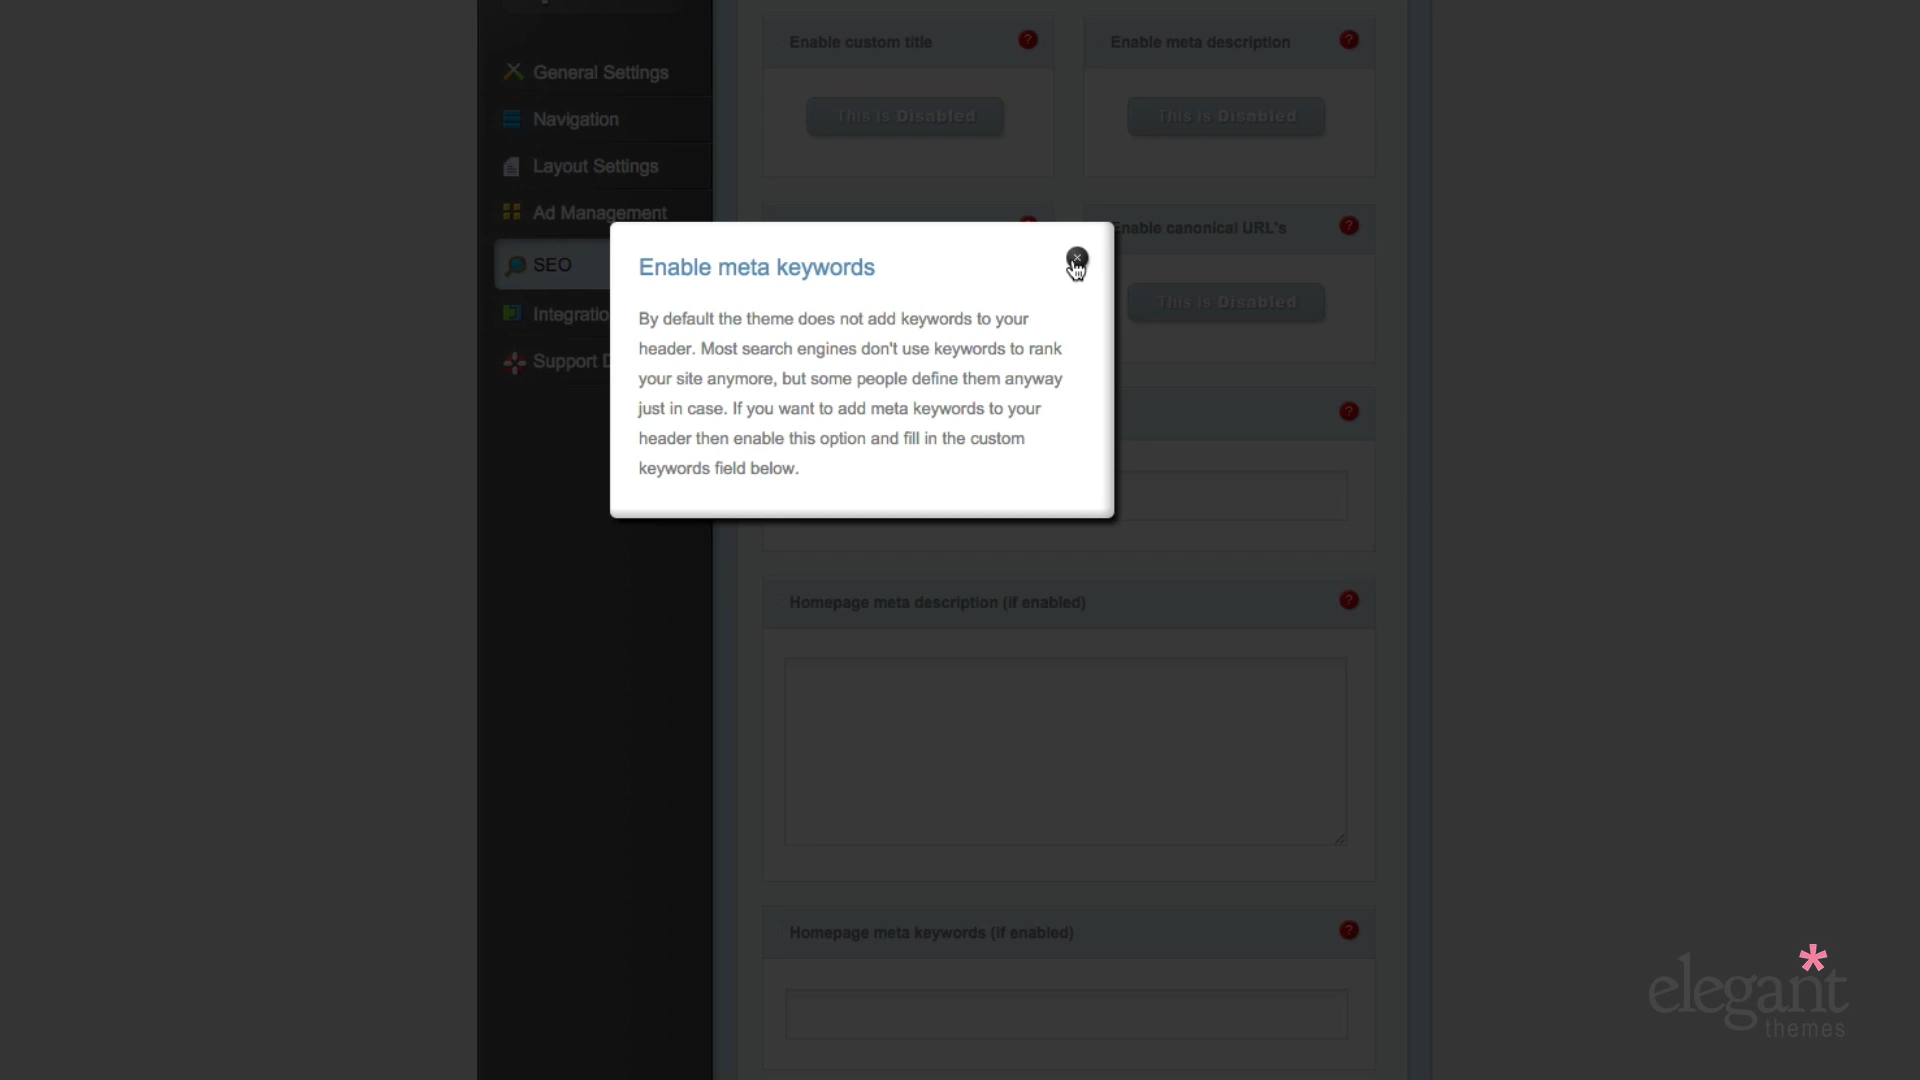 General Settings
Navigation
Layout Settings
Ad Management
SEO
Integratio
Support D
Enable custom title
?
Enable meta description
?
This is Disabled
This is Disabled
Enable canonical URL's
?
This is Disabled
Enable meta keywords
×
By default the theme does not add keywords to your
header. Most search engines don't use keywords to rank
your site anymore, but some people define them anyway
just in case. If you want to add meta keywords to your
header then enable this option and fill in the custom
keywords field below.
?
Homepage meta description (if enabled)
?
Homepage meta keywords (if enabled)
?
elegant*
themes